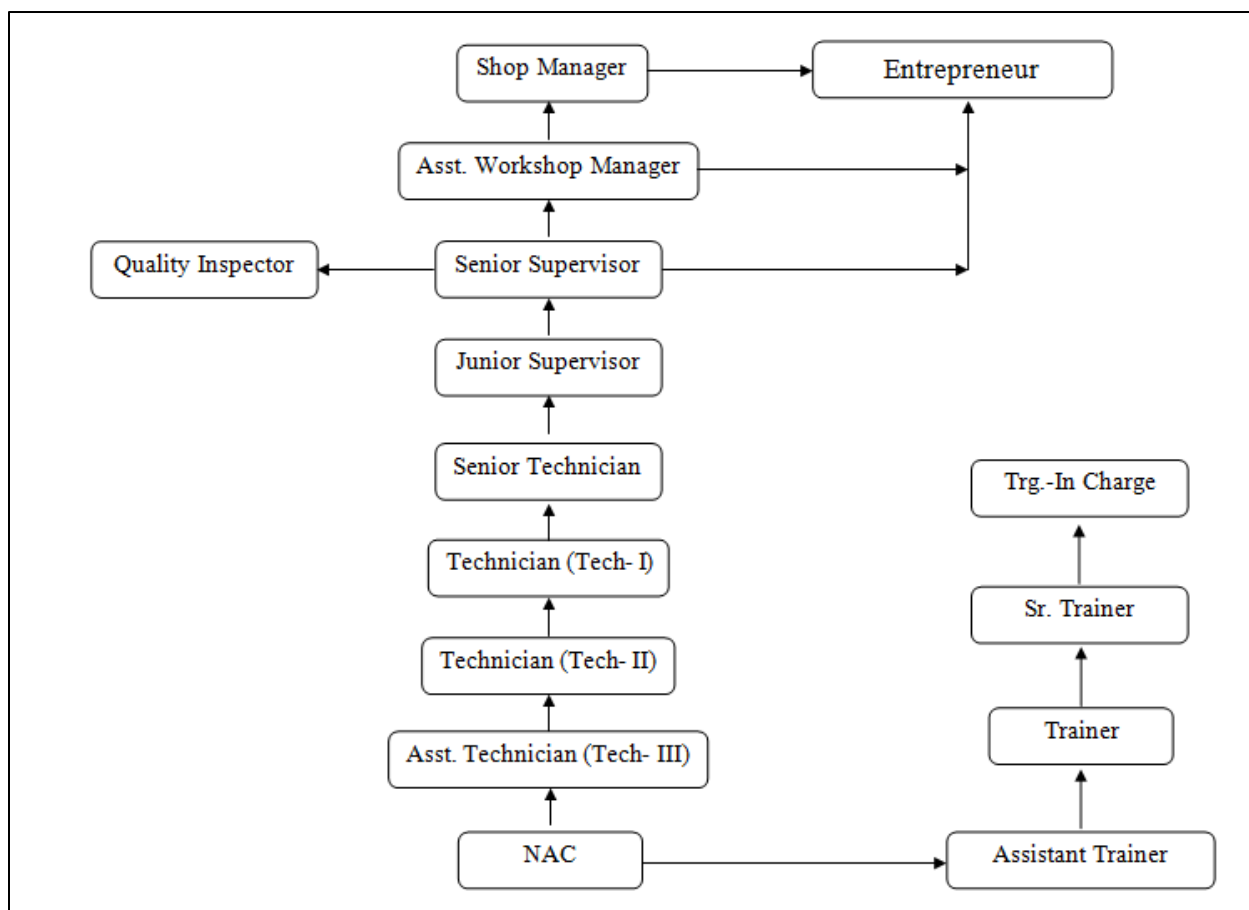 Shop Manager
Entrepreneur
Asst. Workshop Manager
Quality Inspector
Senior Supervisor
Junior Supervisor
Senior Technician
Trg.-In Charge
Technician (Tech- I)
Sr. Trainer
Technician (Tech- II)
Trainer
Asst. Technician (Tech- III)
NAC
Assistant Trainer